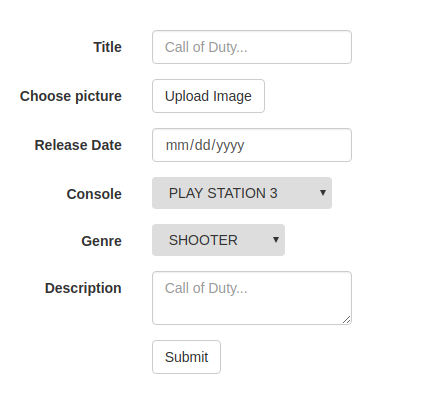 Title Call of Duty...
Choose picture Upload Image
Release Date mm/dd/yyyy
Console PLAY STATION 3
Genre SHOOTER
Description Call of Duty...
Submit